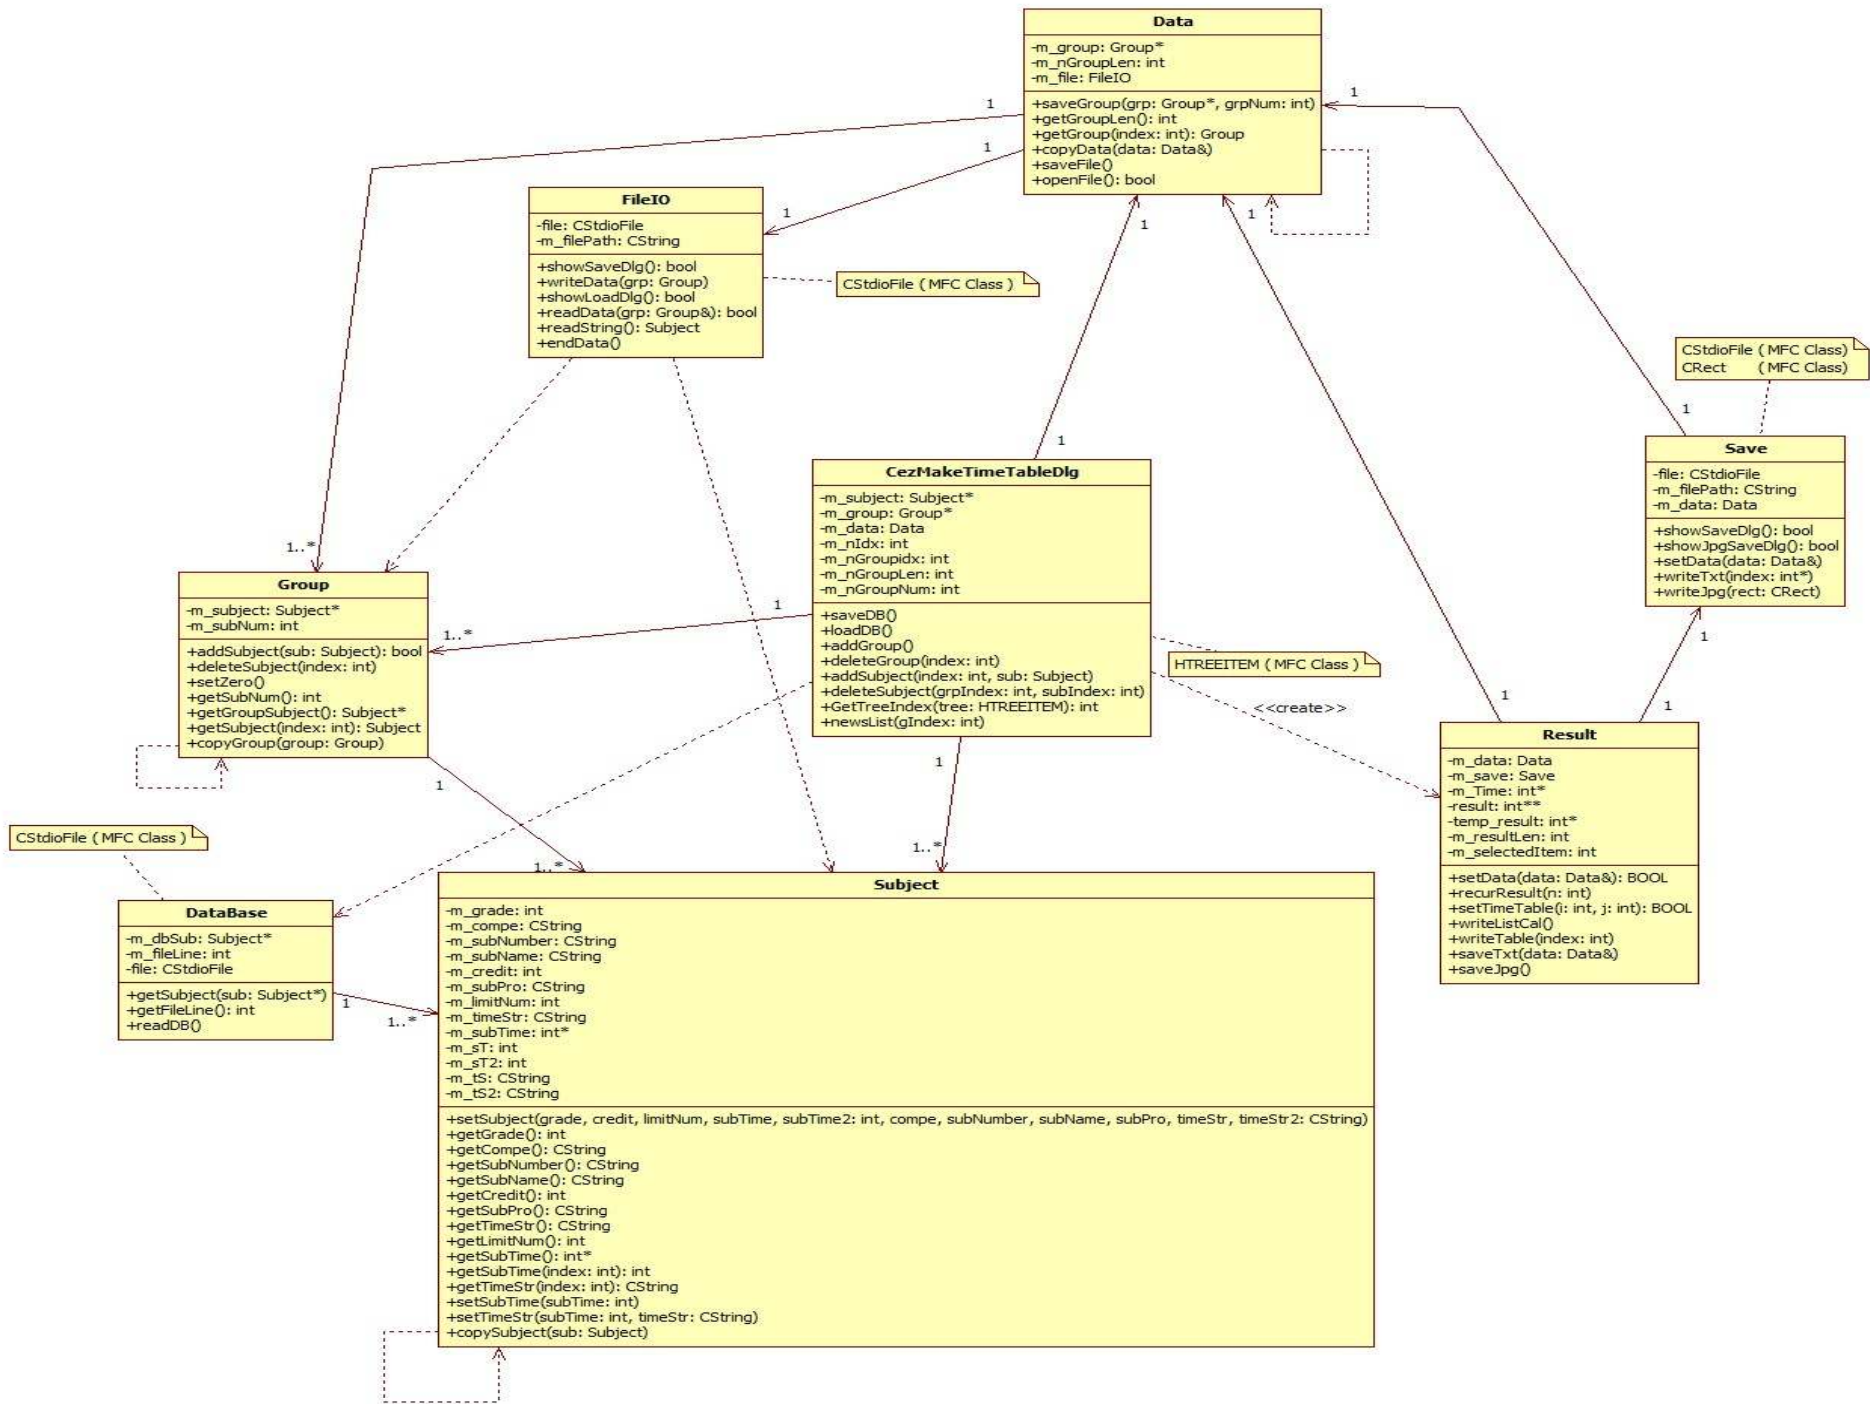 Data
-m_group: Group*
-m_nGroupLen: int
-m_file: FileIO
+saveGroup(grp: Group*, grpNum: int)
+getGroupLen(): int
+getGroup(index: int): Group
+copyData(data: Data&)
+saveFile()
+openFile(): bool
1
1
1
1
1
1
FileIO
-file: CStdioFile
-m_filePath: CString
+showSaveDlg(): bool
+writeData(grp: Group)
+showLoadDlg(): bool
+readData(grp: Group&): bool
+readString(): Subject
+endData()
CStdioFile ( MFC Class )
CStdioFile ( MFC Class)
CRect ( MFC Class)
1
1
Save
-file: CStdioFile
-m_filePath: CString
-m_data: Data
+showSaveDlg(): bool
+showJpgSaveDlg(): bool
+setData(data: Data&)
+writeTxt(index: int*)
+writeJpg(rect: CRect)
CezMakeTimeTableDlg
-m_subject: Subject*
-m_group: Group*
-m_data: Data
-m_nIdx: int
-m_nGroupidx: int
-m_nGroupLen: int
-m_nGroupNum: int
+saveDB()
+loadDB()
+addGroup()
+deleteGroup(index: int)
+addSubject(index: int, sub: Subject)
+deleteSubject(grpIndex: int, subIndex: int)
+GetTreeIndex(tree: HTREEITEM): int
+newsList(gIndex: int)
1..*
Group
-m_subject: Subject*
-m_subNum: int
+addSubject(sub: Subject): bool
+deleteSubject(index: int)
+setZero()
+getSubNum(): int
+getGroupSubject(): Subject*
+getSubject(index: int): Subject
+copyGroup(group: Group)
1..*
1
HTREEITEM ( MFC Class )
<<create>>
1
1
1
Result
-m_data: Data
-m_save: Save
-m_Time: int*
-result: int**
-temp_result: int*
-m_resultLen: int
-m_selectedItem: int
+setData(data: Data&): BOOL
+recurResult(n: int)
+setTimeTable(i: int, j: int): BOOL
+writeListCal()
+writeTable(index: int)
+saveTxt(data: Data&)
+saveJpg()
1
1
1..*
1..*
CStdioFile ( MFC Class )
DataBase
-m_dbSub: Subject*
-m_fileLine: int
-file: CStdioFile
+getSubject(sub: Subject*)
+getFileLine(): int
+readDB()
1
1..*
Subject
-m_grade: int
-m_compe: CString
-m_subNumber: CString
-m_subName: CString
-m_credit: int
-m_subPro: CString
-m_limitNum: int
-m_timeStr: CString
-m_subTime: int*
-m_sT: int
-m_sT2: int
-m_tS: CString
-m_tS2: CString
+setSubject(grade, credit, limitNum, subTime, subTime2: int, compe, subNumber, subName, subPro, timeStr, timeStr2: CString)
+getGrade(): int
+getCompe(): CString
+getSubNumber(): CString
+getSubName(): CString
+getCredit(): int
+getSubPro(): CString
+getTimeStr(): CString
+getLimitNum(): int
+getSubTime(): int*
+getSubTime(index: int): int
+getTimeStr(index: int): CString
+setSubTime(subTime: int)
+setTimeStr(subTime: int, timeStr: CString)
+copySubject(sub: Subject)